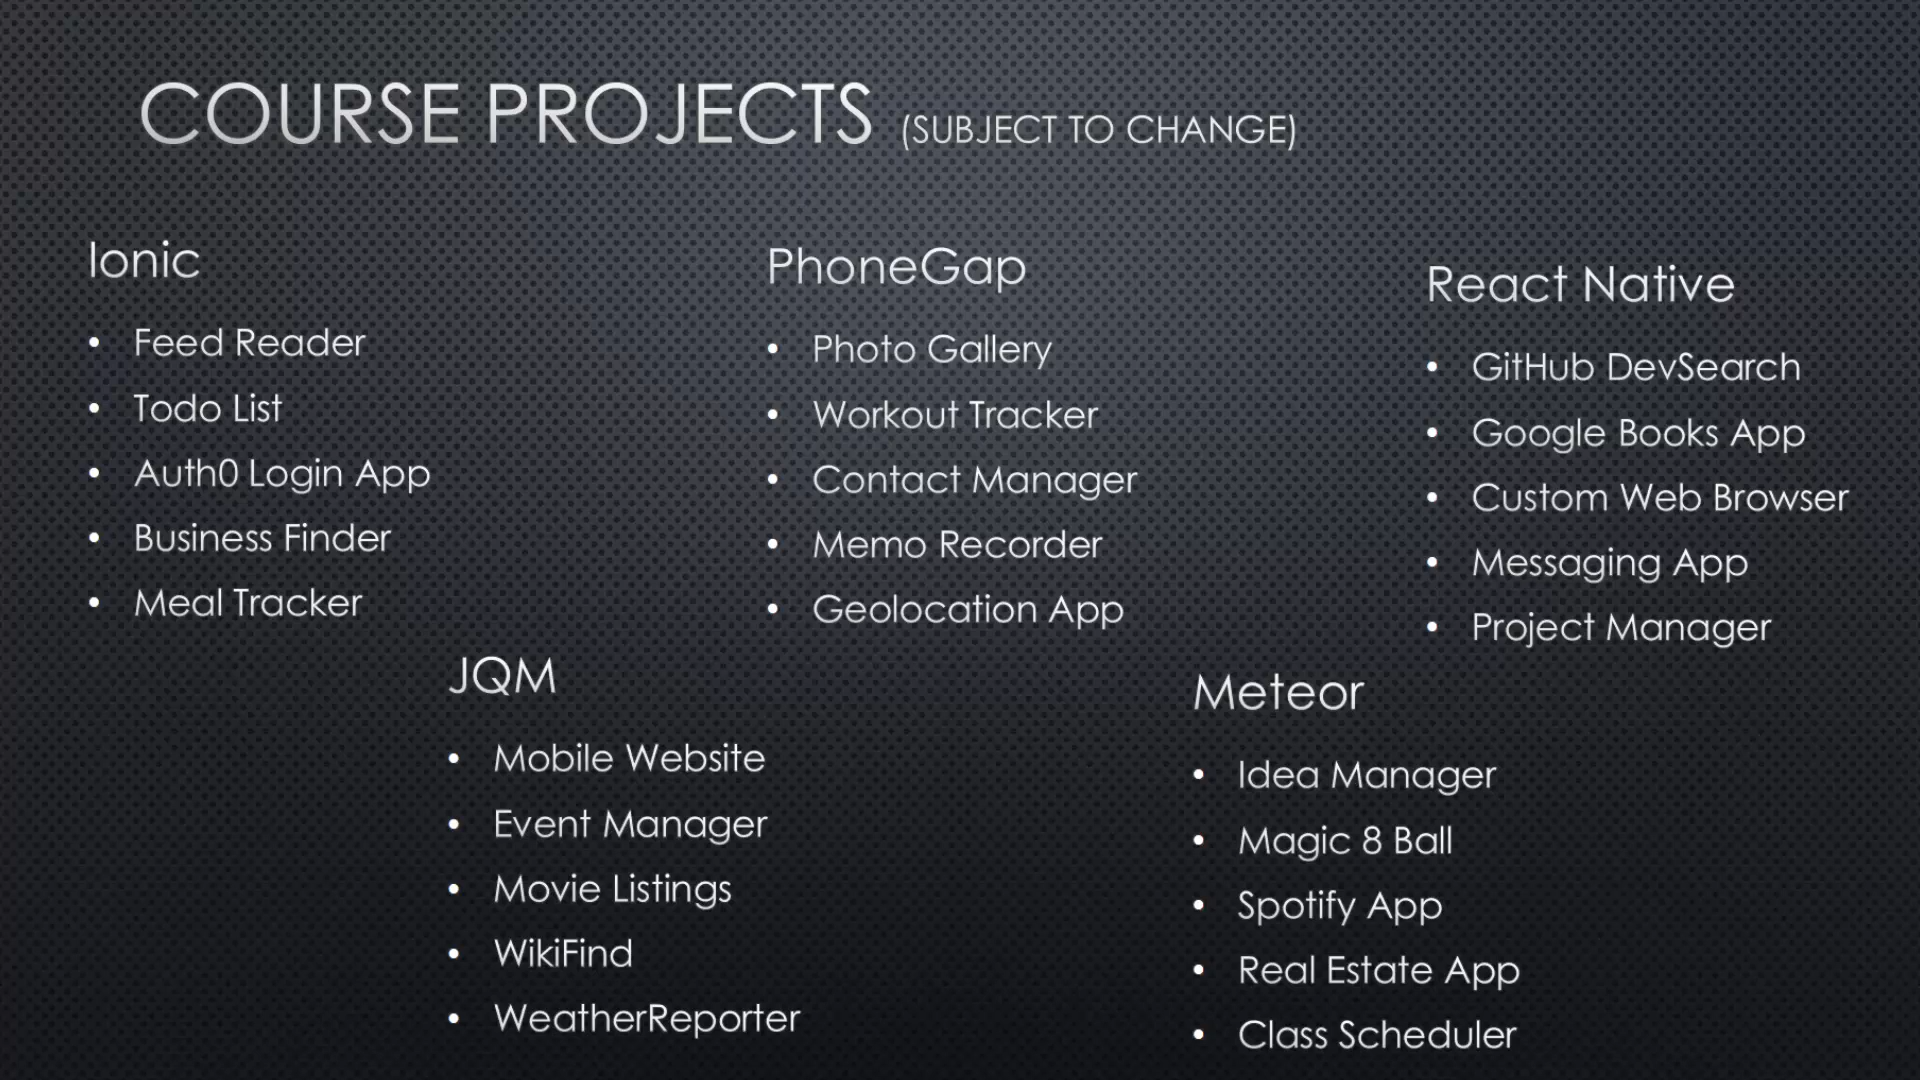 COURSE PROJECTS (SUBJECT TO CHANGE)
Ionic
• Feed Reader
• Todo List
• Auth0 Login App
• Business Finder
• Meal Tracker
PhoneGap
• Photo Gallery
• Workout Tracker
• Contact Manager
• Memo Recorder
• Geolocation App
React Native
• GitHub DevSearch
• Google Books App
• Custom Web Browser
• Messaging App
• Project Manager
JQM
• Mobile Website
• Event Manager
• Movie Listings
• WikiFind
• WeatherReporter
Meteor
• Idea Manager
• Magic 8 Ball
• Spotify App
• Real Estate App
• Class Scheduler